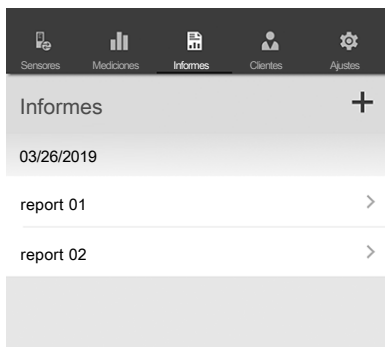 Sensores Mediciones Informes Clientes Ajustes
Informes +
03/26/2019
report 01
report 02